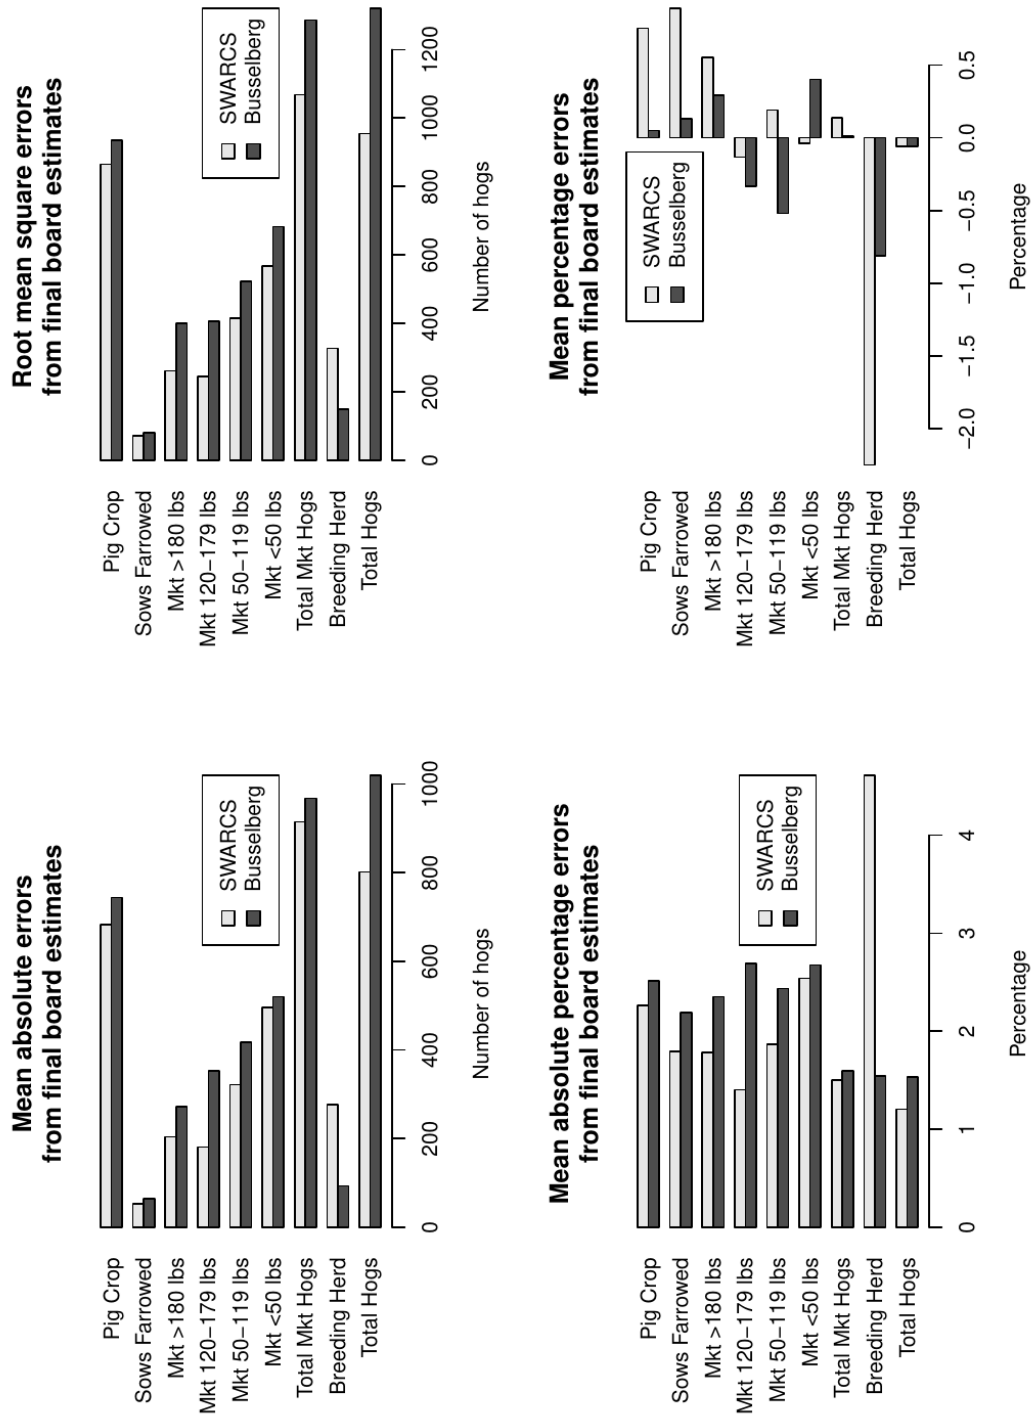 Mean absolute errors
from final board estimates
Pig Crop
Sows Farrowed
Mkt >180 lbs
Mkt 120−179 lbs
Mkt 50−119 lbs
Mkt <50 lbs
Total Mkt Hogs
Breeding Herd
Total Hogs
SWARCS
Busselberg
0 200 400 600 800 1000
Number of hogs
Root mean square errors
from final board estimates
Pig Crop
Sows Farrowed
Mkt >180 lbs
Mkt 120−179 lbs
Mkt 50−119 lbs
Mkt <50 lbs
Total Mkt Hogs
Breeding Herd
Total Hogs
SWARCS
Busselberg
0 200 400 600 800 1000 1200
Number of hogs
Mean absolute percentage errors
from final board estimates
Pig Crop
Sows Farrowed
Mkt >180 lbs
Mkt 120−179 lbs
Mkt 50−119 lbs
Mkt <50 lbs
Total Mkt Hogs
Breeding Herd
Total Hogs
SWARCS
Busselberg
0 1 2 3 4
Percentage
Mean percentage errors
from final board estimates
Pig Crop
Sows Farrowed
Mkt >180 lbs
Mkt 120−179 lbs
Mkt 50−119 lbs
Mkt <50 lbs
Total Mkt Hogs
Breeding Herd
Total Hogs
SWARCS
Busselberg
−2.0 −1.5 −1.0 −0.5 0.0 0.5
Percentage